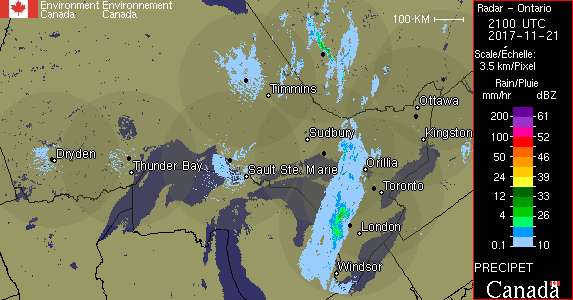 Environment Environnement
Canada Canada
100 KM
Timmins
Ottawa
Sudbury
Kingston
Dryden
Thunder Bay
Sault Ste. Marie
Orillia
Toronto
London
Windsor
Radar - Ontario
2100 UTC
2017-11-21
Scale/Échelle:
3.5 km/Pixel
Rain/Pluie
mm/hr dBZ
200 61
100 52
50 46
24 39
12 33
4 26
0.1 10
PRECIPET
Canada